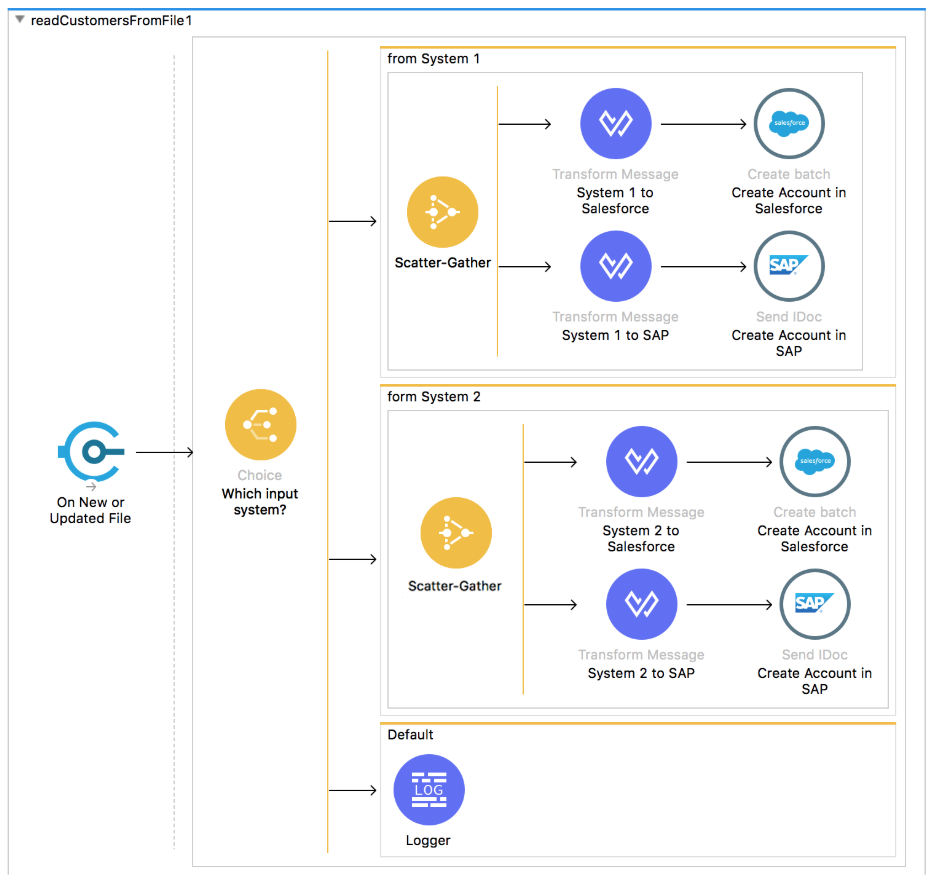 readCustomersFromFile1
from System 1
salesforce
Transform Message
System 1 to
Salesforce
Create batch
Create Account in
Salesforce
Scatter-Gather
SAP
Transform Message
System 1 to SAP
Send IDoc
Create Account in
SAP
On New or
Updated File
Choice
Which input
system?
form System 2
salesforce
Transform Message
System 2 to
Salesforce
Create batch
Create Account in
Salesforce
Scatter-Gather
SAP
Transform Message
System 2 to SAP
Send IDoc
Create Account in
SAP
Default
LOG
Logger